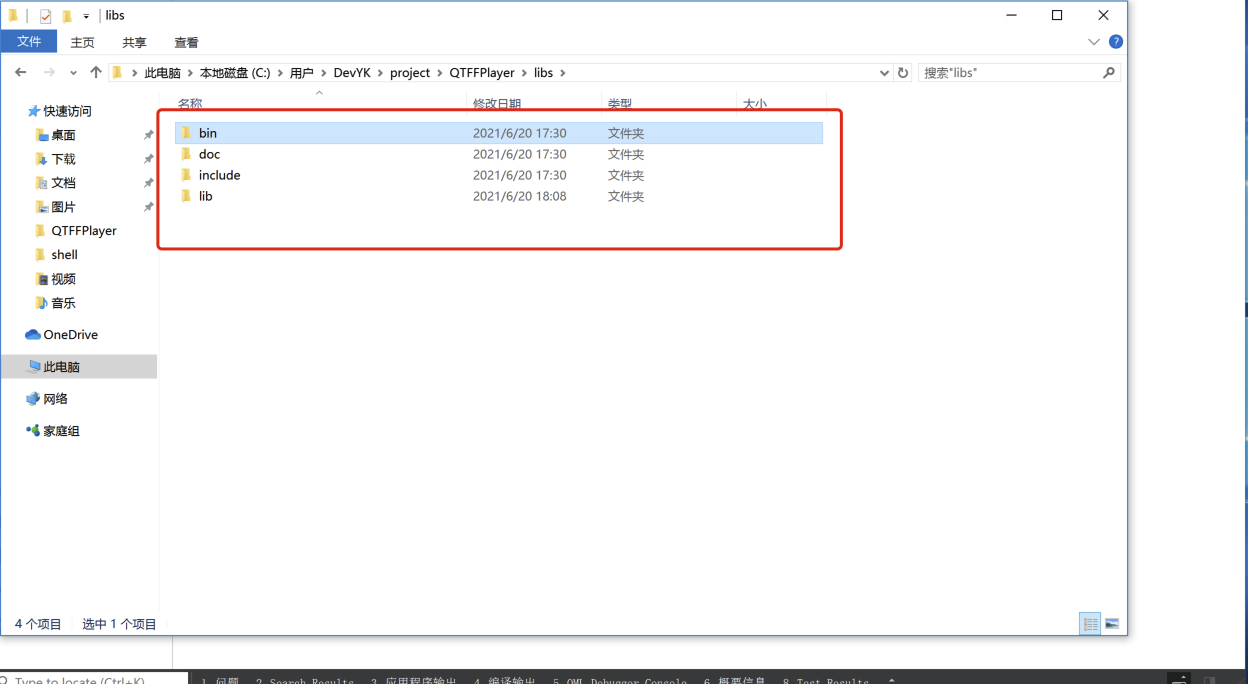 libs
文件 主页 共享 查看
此电脑 本地磁盘 (C:) 用户 DevYK project QTFFPlayer libs 搜索"libs"
名称 修改日期 类型 大小
快速访问
桌面
下载
文档
图片
QTFFPlayer
shell
视频
音乐
OneDrive
此电脑
网络
家庭组
bin 2021/6/20 17:30 文件夹
doc 2021/6/20 17:30 文件夹
include 2021/6/20 17:30 文件夹
lib 2021/6/20 18:08 文件夹
4 个项目 选中 1 个项目
Type to locate (Ctrl+K) 1 问题 2 Search Results 3 应用程序输出 4 编译输出 5 QML Debugger Console 6 概要信息 8 Test Results